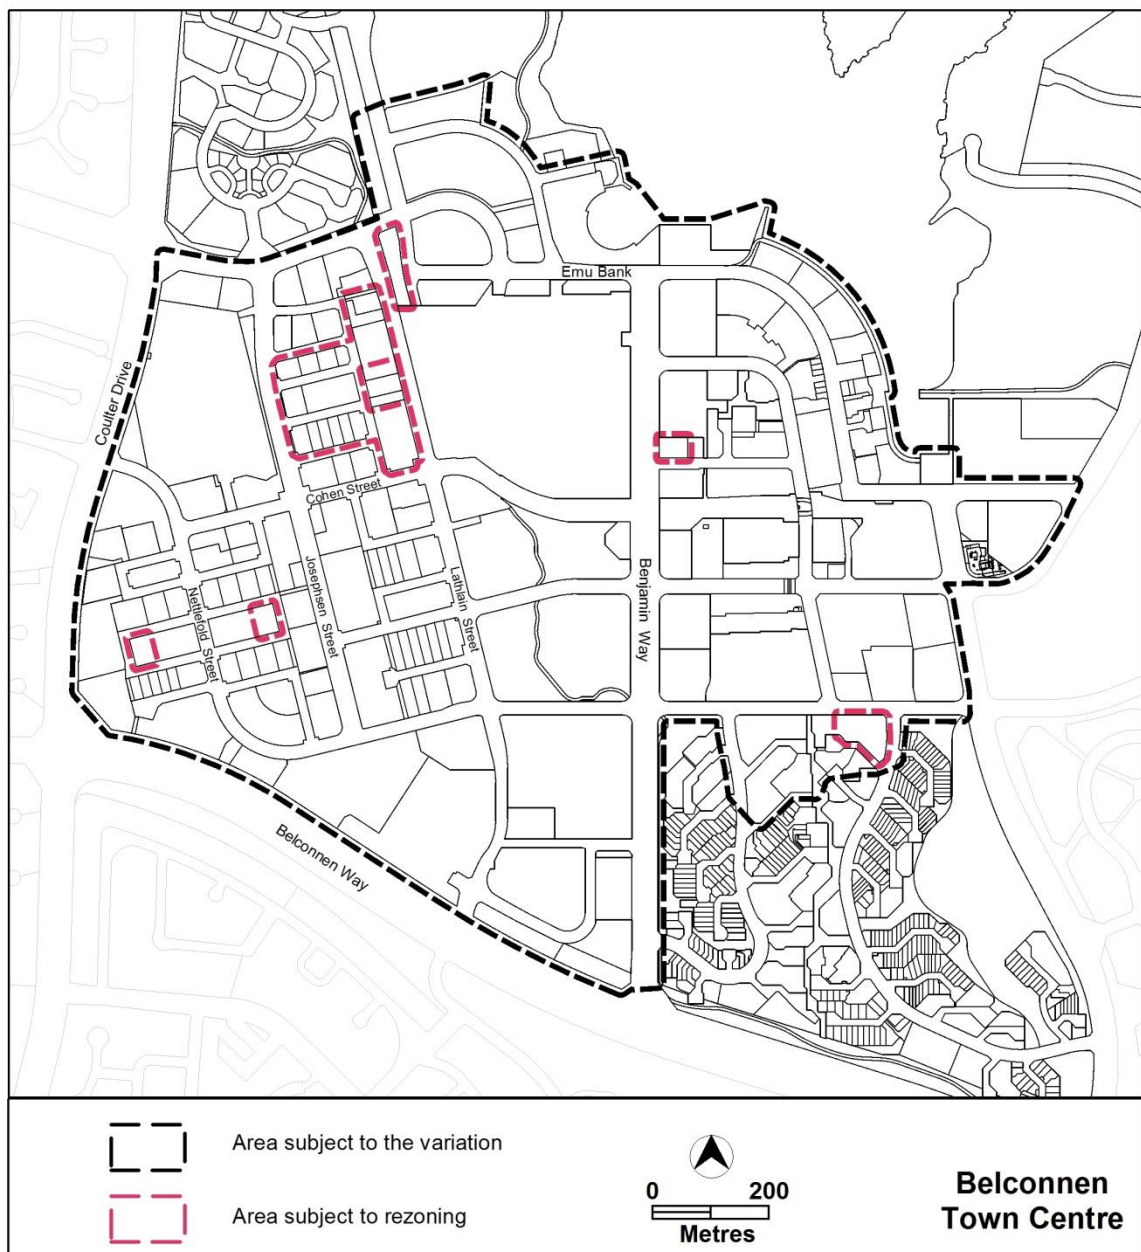 Emu Bank
Coulter Drive
Cohen Street
Josephsen Street
Lathlain Street
Nettlefold Street
Benjamin Way
Belconnen Way
Area subject to the variation
Area subject to rezoning
0 200
Metres
Belconnen
Town Centre